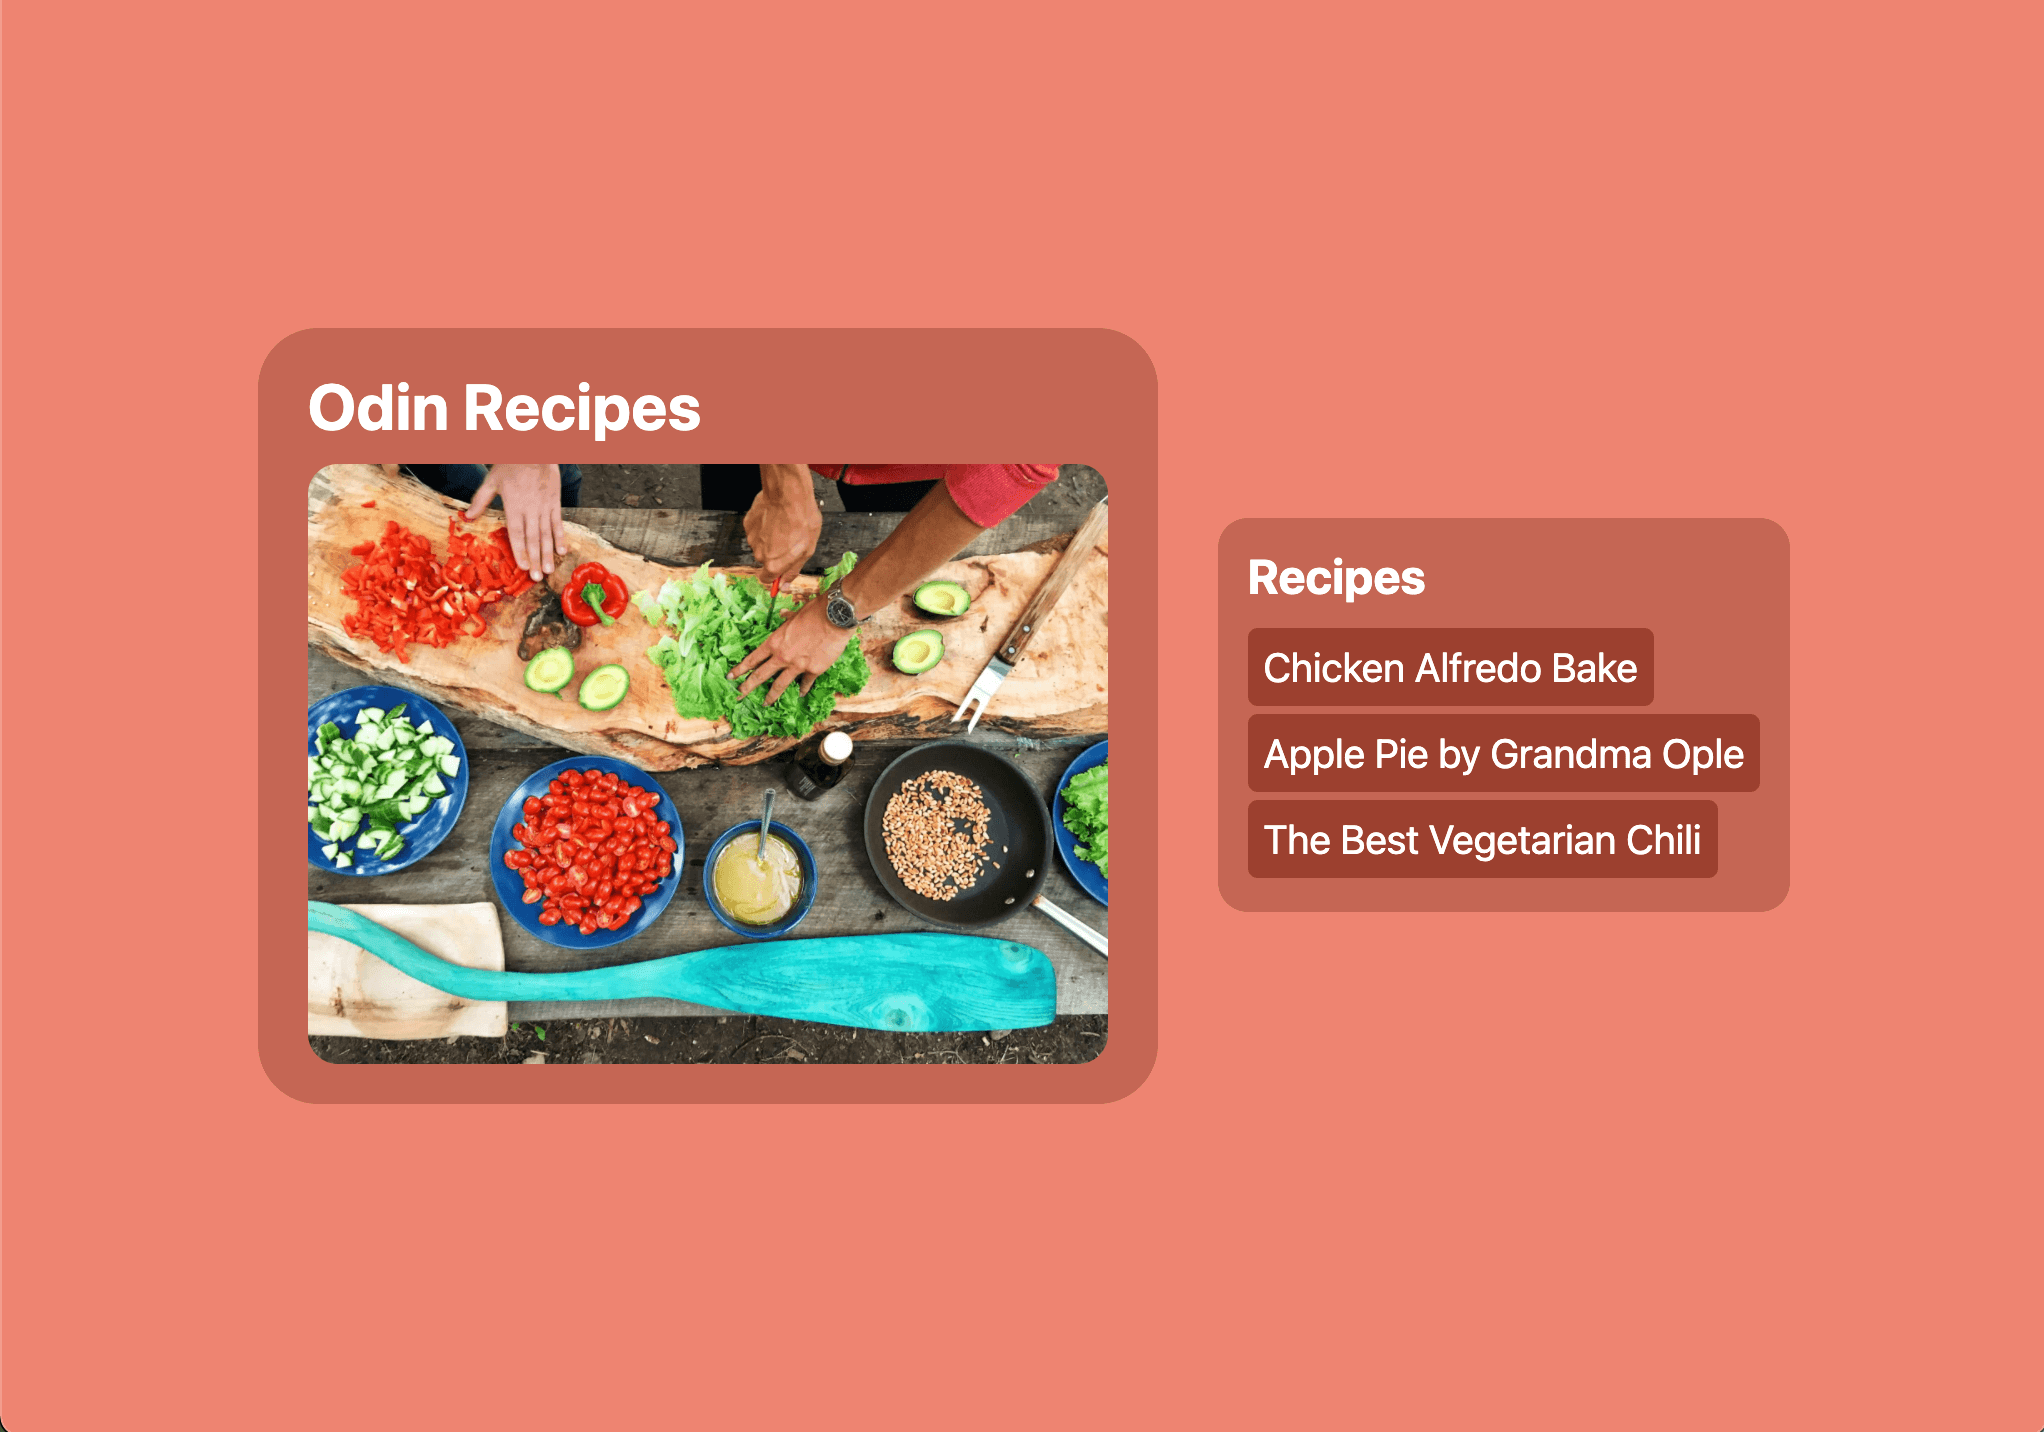 Odin Recipes
Recipes
Chicken Alfredo Bake
Apple Pie by Grandma Ople
The Best Vegetarian Chili